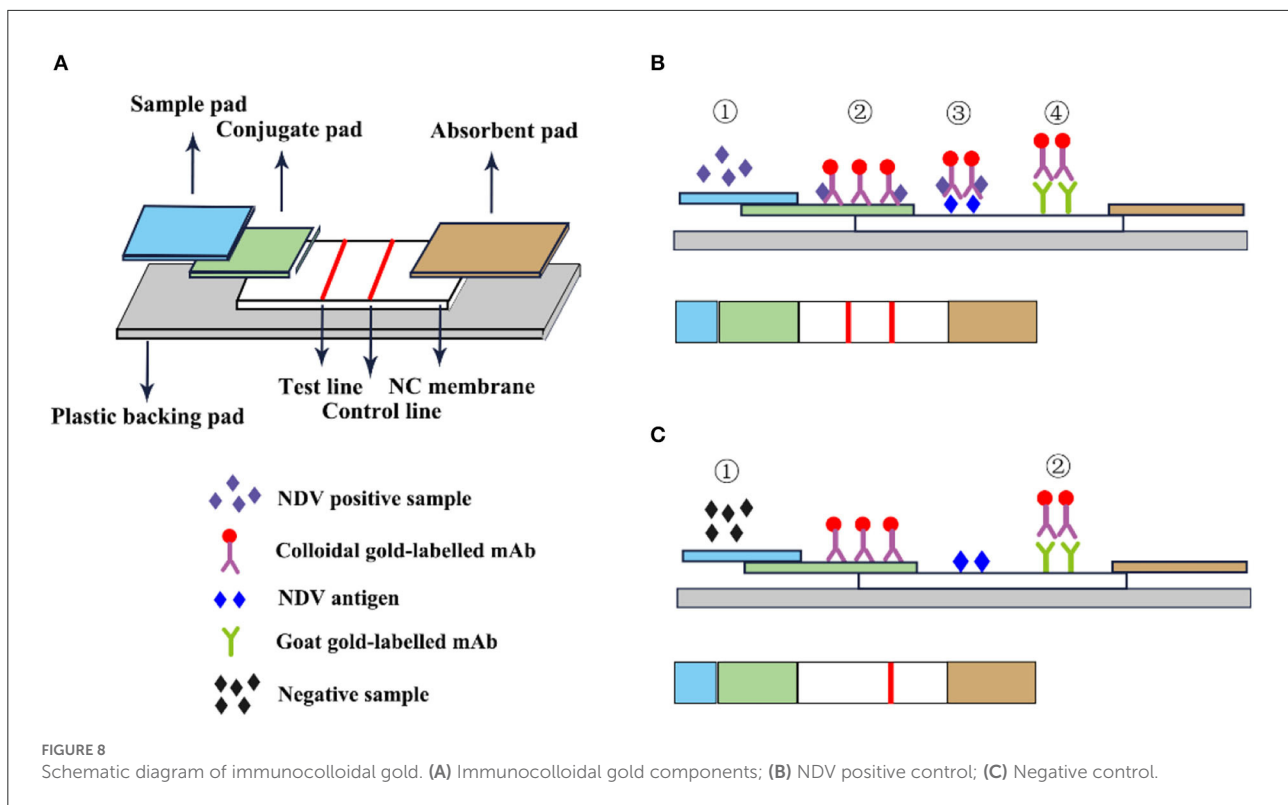 A
Sample pad
Conjugate pad
Absorbent pad
Test line
NC membrane
Control line
Plastic backing pad
NDV positive sample
Colloidal gold-labelled mAb
NDV antigen
Goat gold-labelled mAb
Negative sample
B
① ② ③ ④
C
① ②
FIGURE 8
Schematic diagram of immunocolloidal gold. (A) Immunocolloidal gold components; (B) NDV positive control; (C) Negative control.